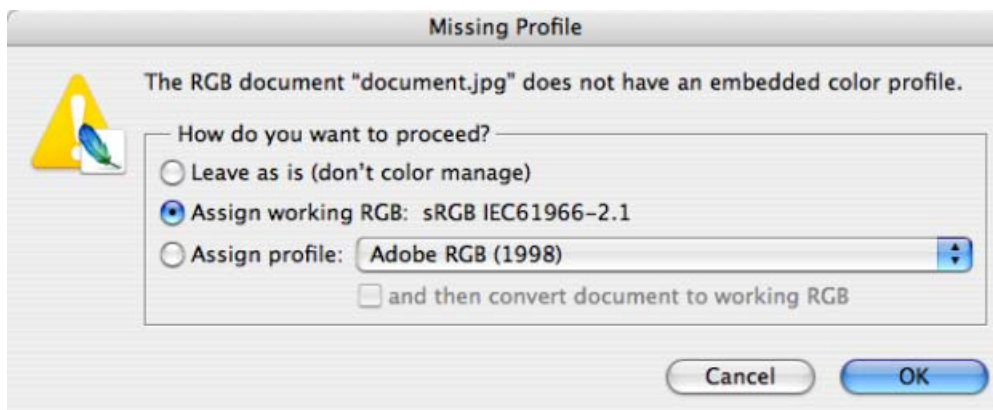 Missing Profile
The RGB document "document.jpg" does not have an embedded color profile.
How do you want to proceed?
Leave as is (don't color manage)
Assign working RGB: sRGB IEC61966-2.1
Assign profile: Adobe RGB (1998)
and then convert document to working RGB
Cancel OK